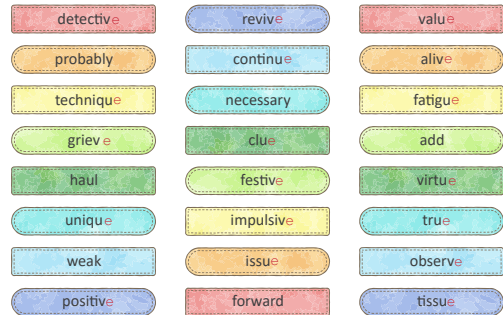 detective revive value
probably continue alive
technique necessary fatigue
grieve clue add
haul festive virtue
unique impulsive true
weak issue observe
positive forward tissue